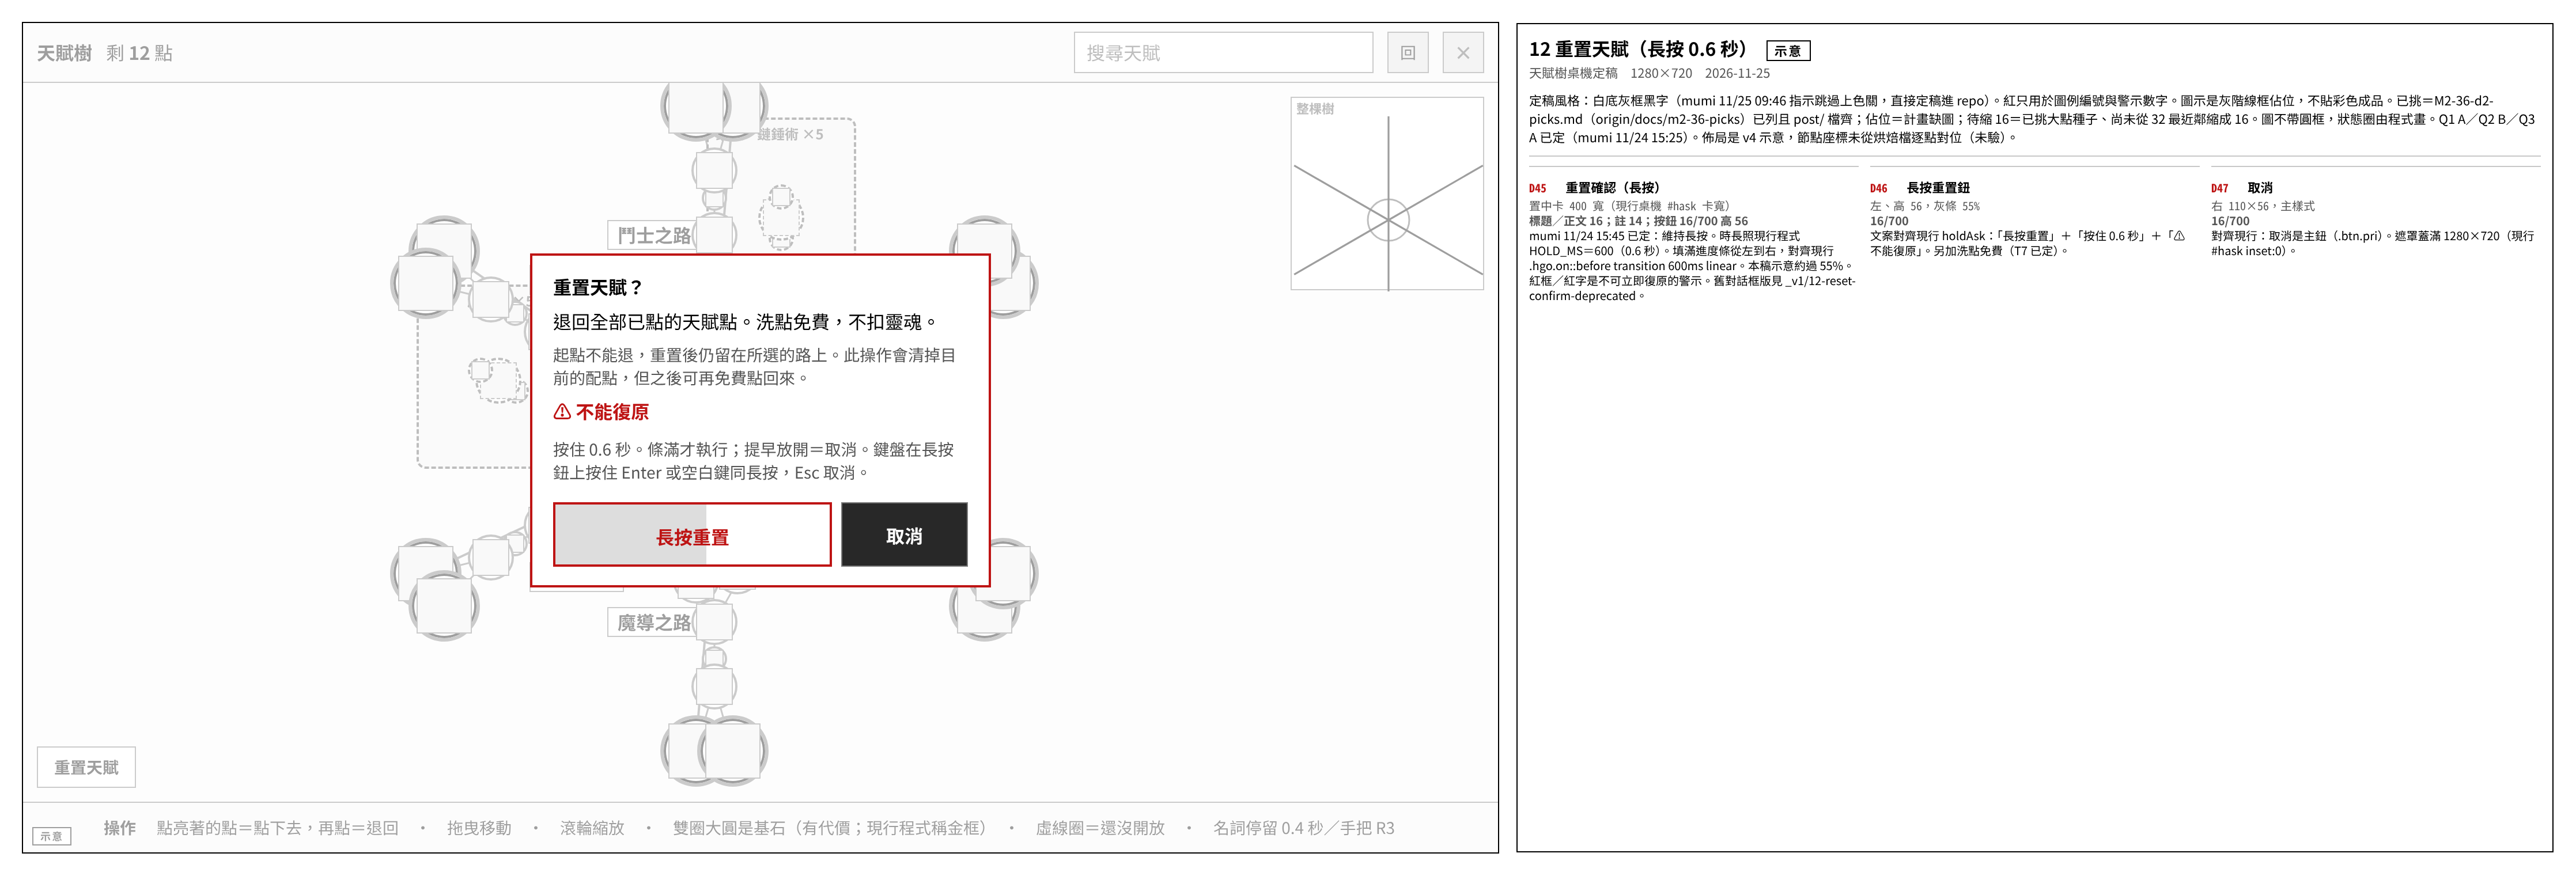 天賦樹 剩 12 點
搜尋天賦
整棵樹
鏈錘術 ×5
鬥士之路
重置天賦？
退回全部已點的天賦點。洗點免費，不扣靈魂。
起點不能退，重置後仍留在所選的路上。此操作會清掉目
前的配點，但之後可再免費點回來。
⚠ 不能復原
按住 0.6 秒。條滿才執行；提早放開＝取消。鍵盤在長按
鈕上按住 Enter 或空白鍵同長按，Esc 取消。
長按重置
取消
魔導之路
重置天賦
示意
操作 點亮著的點＝點下去，再點＝退回 · 拖曳移動 · 滾輪縮放 · 雙圈大圓是基石（有代價；現行程式稱金框） · 虛線圈＝還沒開放 · 名詞停留 0.4 秒／手把 R3
12 重置天賦（長按 0.6 秒） 示意
天賦樹桌機定稿 1280×720 2026-11-25
定稿風格：白底灰框黑字（mumi 11/25 09:46 指示跳過上色關，直接定稿進 repo）。紅只用於圖例編號與警示數字。圖示是灰階線框佔位，不貼彩色成品。已挑＝M2-36-d2-
picks.md（origin/docs/m2-36-picks）已列且 post/ 檔齊；佔位＝計畫缺圖；待縮 16＝已挑大點種子、尚未從 32 最近鄰縮成 16。圖不帶圓框，狀態圈由程式畫。Q1 A／Q2 B／Q3
A 已定（mumi 11/24 15:25）。佈局是 v4 示意，節點座標未從烘焙檔逐點對位（未驗）。
D45 重置確認（長按）
置中卡 400 寬（現行桌機 #hask 卡寬）
標題／正文 16；註 14；按鈕 16/700 高 56
mumi 11/24 15:45 已定：維持長按。時長照現行程式
HOLD_MS＝600（0.6 秒）。填滿進度條從左到右，對齊現行
.hgo.on::before transition 600ms linear。本稿示意約過 55%。
紅框／紅字是不可立即復原的警示。舊對話框版見 _v1/12-reset-
confirm-deprecated。
D46 長按重置鈕
左、高 56，灰條 55%
16/700
文案對齊現行 holdAsk：「長按重置」＋「按住 0.6 秒」＋「⚠
不能復原」。另加洗點免費（T7 已定）。
D47 取消
右 110×56，主樣式
16/700
對齊現行：取消是主鈕（.btn.pri）。遮罩蓋滿 1280×720（現行
#hask inset:0）。